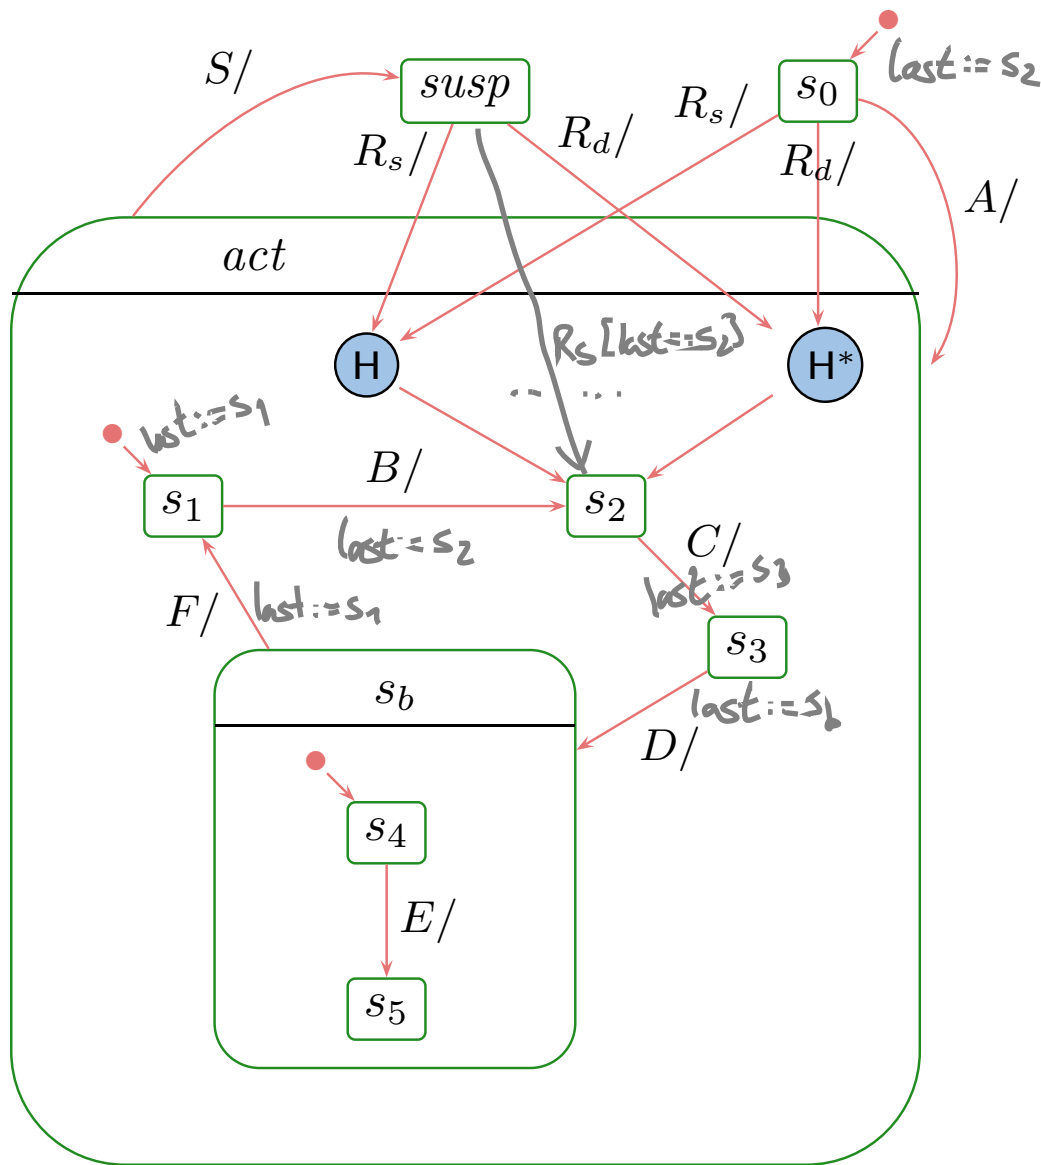 S/
susp
s0
last:=s2
Rs/
Rd/
Rs/
Rd/
A/
act
H
Rs[last==s2]
H*
last:=s1
s1
B/
s2
last:=s2
C/
last:=s3
F/
last:=s1
s3
sb
last:=sb
D/
s4
E/
s5